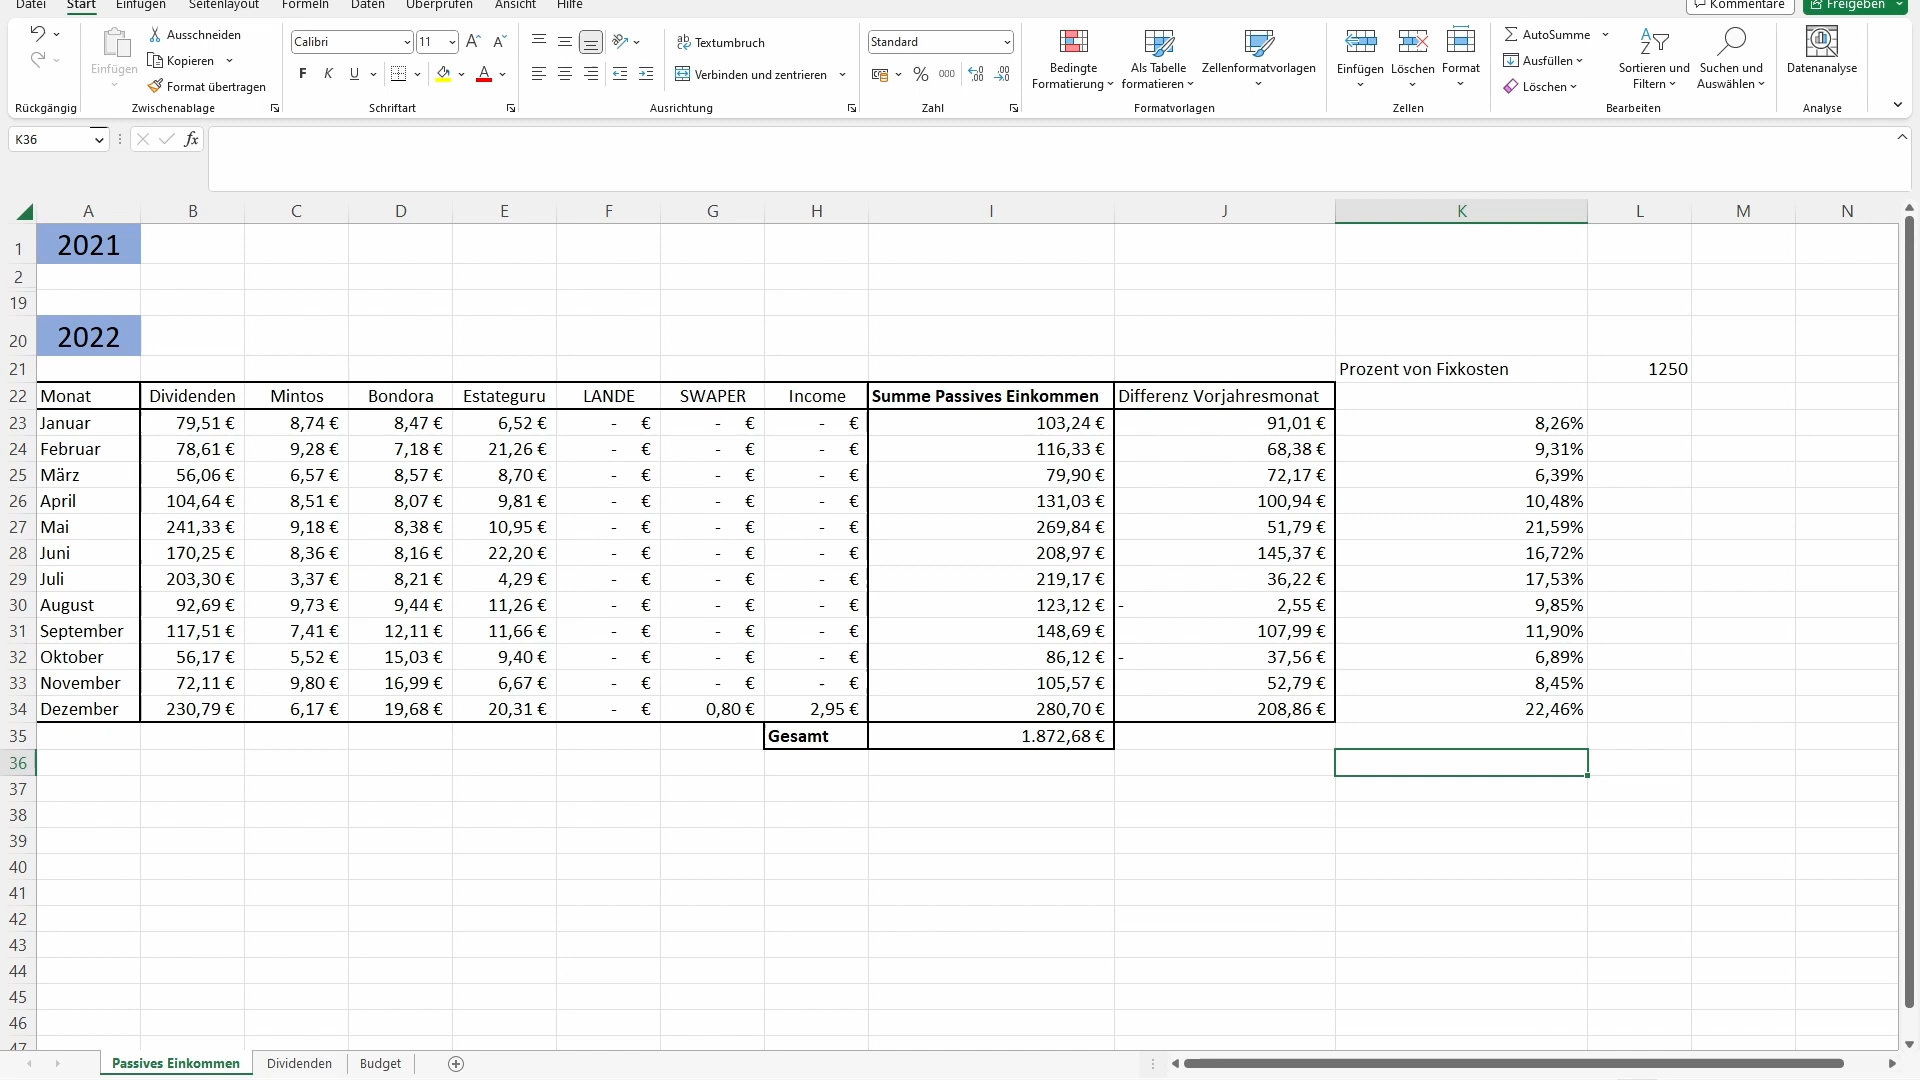 Datei Start Einfügen Seitenlayout Formeln Daten Überprüfen Ansicht Hilfe Kommentare Freigeben
Einfügen
Ausschneiden
Kopieren
Format übertragen
Calibri 11
F K U A
Textumbruch
Verbinden und zentrieren
Standard
% 000
Bedingte Formatierung
Als Tabelle formatieren
Zellenformatvorlagen
Einfügen Löschen Format
AutoSumme
Ausfüllen
Löschen
Sortieren und Filtern
Suchen und Auswählen
Datenanalyse
Rückgängig Zwischenablage Schriftart Ausrichtung Zahl Formatvorlagen Zellen Bearbeiten Analyse
K36 fx
A B C D E F G H I J K L M N
1 2021
2
19
20 2022
21 Prozent von Fixkosten 1250
22 Monat Dividenden Mintos Bondora Estateguru LANDE SWAPER Income Summe Passives Einkommen Differenz Vorjahresmonat
23 Januar 79,51 € 8,74 € 8,47 € 6,52 € - € - € - € 103,24 € 91,01 € 8,26%
24 Februar 78,61 € 9,28 € 7,18 € 21,26 € - € - € - € 116,33 € 68,38 € 9,31%
25 März 56,06 € 6,57 € 8,57 € 8,70 € - € - € - € 79,90 € 72,17 € 6,39%
26 April 104,64 € 8,51 € 8,07 € 9,81 € - € - € - € 131,03 € 100,94 € 10,48%
27 Mai 241,33 € 9,18 € 8,38 € 10,95 € - € - € - € 269,84 € 51,79 € 21,59%
28 Juni 170,25 € 8,36 € 8,16 € 22,20 € - € - € - € 208,97 € 145,37 € 16,72%
29 Juli 203,30 € 3,37 € 8,21 € 4,29 € - € - € - € 219,17 € 36,22 € 17,53%
30 August 92,69 € 9,73 € 9,44 € 11,26 € - € - € - € 123,12 € - 2,55 € 9,85%
31 September 117,51 € 7,41 € 12,11 € 11,66 € - € - € - € 148,69 € 107,99 € 11,90%
32 Oktober 56,17 € 5,52 € 15,03 € 9,40 € - € - € - € 86,12 € - 37,56 € 6,89%
33 November 72,11 € 9,80 € 16,99 € 6,67 € - € - € - € 105,57 € 52,79 € 8,45%
34 Dezember 230,79 € 6,17 € 19,68 € 20,31 € - € 0,80 € 2,95 € 280,70 € 208,86 € 22,46%
35 Gesamt 1.872,68 €
36
37
38
39
40
41
42
43
44
45
46
47
Passives Einkommen Dividenden Budget